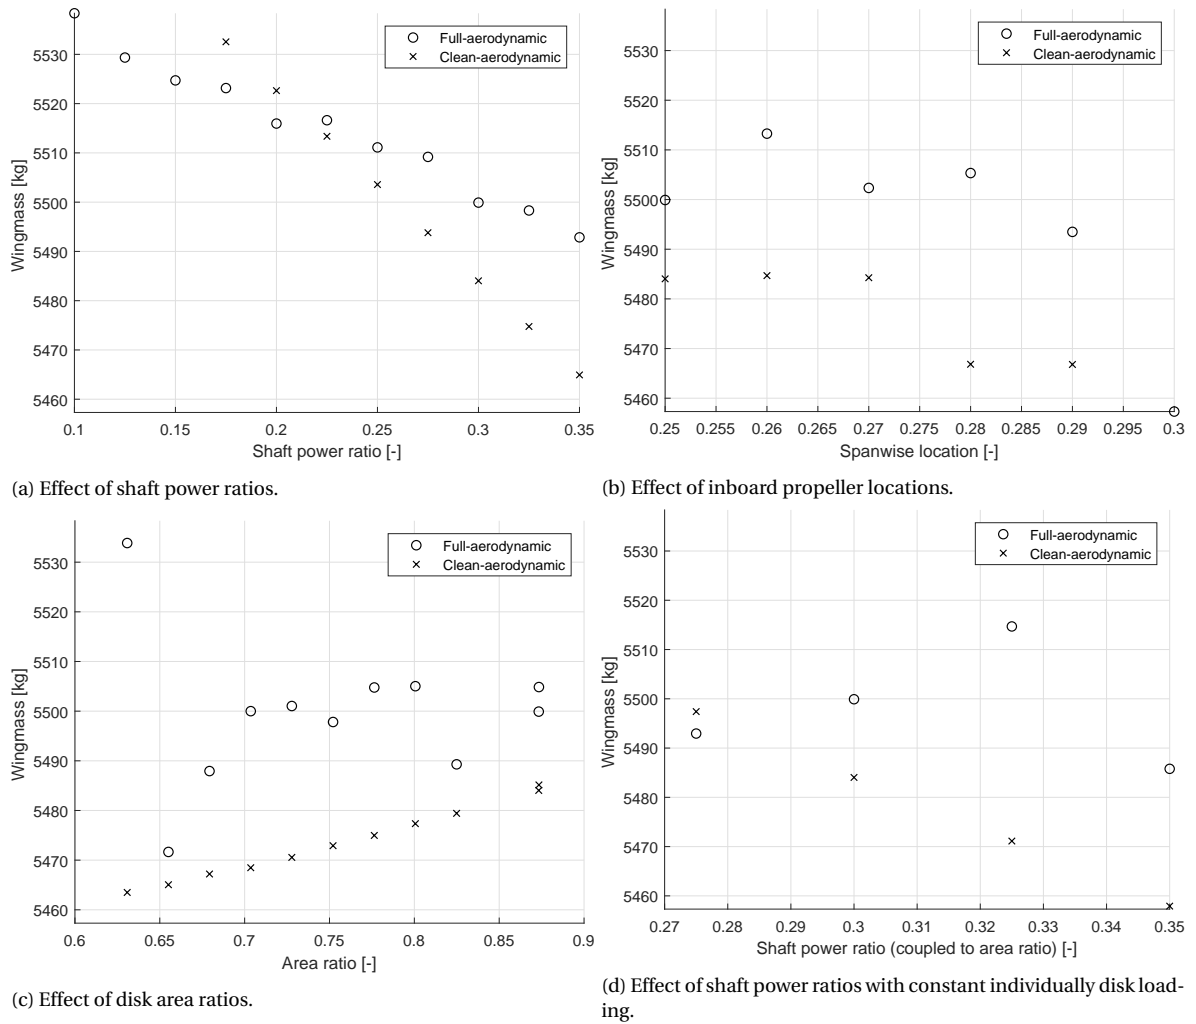 Wingmass [kg]
5530
5520
5510
5500
5490
5480
5470
5460
Full-aerodynamic
Clean-aerodynamic
0.1 0.15 0.2 0.25 0.3 0.35
Shaft power ratio [-]
(a) Effect of shaft power ratios.
Wingmass [kg]
5530
5520
5510
5500
5490
5480
5470
5460
Full-aerodynamic
Clean-aerodynamic
0.25 0.255 0.26 0.265 0.27 0.275 0.28 0.285 0.29 0.295 0.3
Spanwise location [-]
(b) Effect of inboard propeller locations.
Wingmass [kg]
5530
5520
5510
5500
5490
5480
5470
5460
Full-aerodynamic
Clean-aerodynamic
0.6 0.65 0.7 0.75 0.8 0.85 0.9
Area ratio [-]
(c) Effect of disk area ratios.
Wingmass [kg]
5530
5520
5510
5500
5490
5480
5470
5460
Full-aerodynamic
Clean-aerodynamic
0.27 0.28 0.29 0.3 0.31 0.32 0.33 0.34 0.35
Shaft power ratio (coupled to area ratio) [-]
(d) Effect of shaft power ratios with constant individually disk load-
ing.